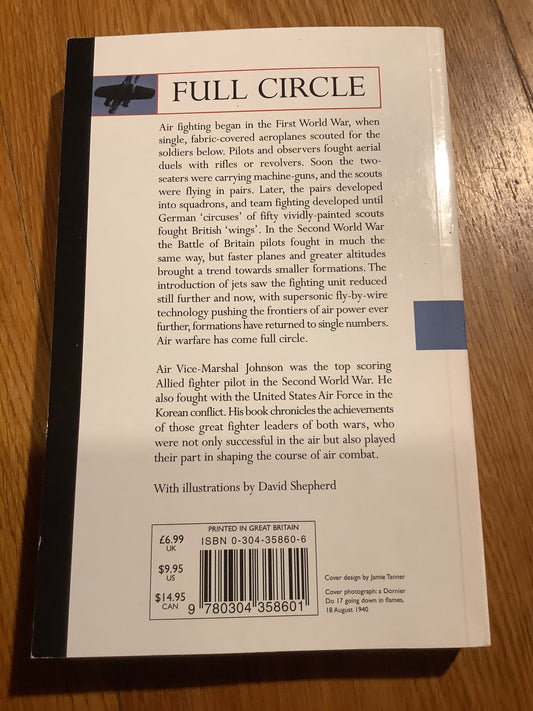 FULL CIRCLE
Air fighting began in the First World War, when
single, fabric-covered aeroplanes scouted for the
soldiers below. Pilots and observers fought aerial
duels with rifles or revolvers. Soon the two-
seaters were carrying machine-guns, and the scouts
were flying in pairs. Later, the pairs developed
into squadrons, and team fighting developed until
German ‘circuses’ of fifty vividly-painted scouts
fought British ‘wings’. In the Second World War
the Battle of Britain pilots fought in much the
same way, but faster planes and greater altitudes
brought a trend towards smaller formations. The
introduction of jets saw the fighting unit reduced
still further and now, with supersonic fly-by-wire
technology pushing the frontiers of air power ever
further, formations have returned to single numbers.
Air warfare has come full circle.
Air Vice-Marshal Johnson was the top scoring
Allied fighter pilot in the Second World War. He
also fought with the United States Air Force in the
Korean conflict. His book chronicles the achievements
of those great fighter leaders of both wars, who
were not only successful in the air but also played
their part in shaping the course of air combat.
With illustrations by David Shepherd
PRINTED IN GREAT BRITAIN
£6.99
UK
$9.95
US
$14.95
CAN
ISBN 0-304-35860-6
9 780304 358601
Cover design by Jamie Tanner
Cover photograph: a Dornier
Do 17 going down in flames,
18 August 1940